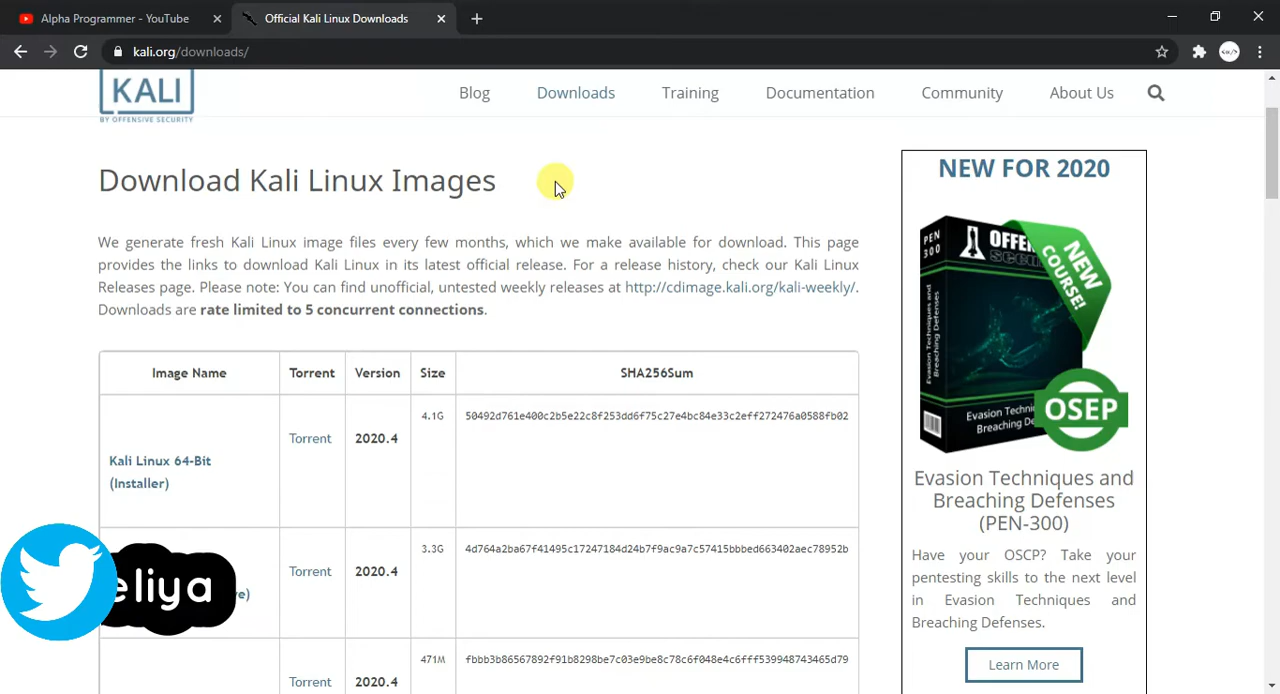 Alpha Programmer - YouTube
Official Kali Linux Downloads
kali.org/downloads/
KALI
BY OFFENSIVE SECURITY
Blog
Downloads
Training
Documentation
Community
About Us
Download Kali Linux Images
We generate fresh Kali Linux image files every few months, which we make available for download. This page
provides the links to download Kali Linux in its latest official release. For a release history, check our Kali Linux
Releases page. Please note: You can find unofficial, untested weekly releases at http://cdimage.kali.org/kali-weekly/.
Downloads are rate limited to 5 concurrent connections.
Image Name Torrent Version Size SHA256Sum
Kali Linux 64-Bit
(Installer)
Torrent 2020.4 4.1G 50492d761e400c2b5e22c8f253dd6f75c27e4bc84e33c2eff272476a0588fb02
Torrent 2020.4 3.3G 4d764a2ba67f41495c17247184d24b7f9ac9a7c57415bbbed663402aec78952b
Torrent 2020.4 471M fbbb3b86567892f91b8298be7c03e9be8c78c6f048e4c6fff539948743465d79
eliya
NEW FOR 2020
PEN
300
NEW
COURSE!
Evasion Techniques and
Breaching Defenses
OSEP
Evasion Techniques and
Breaching Defenses
(PEN-300)
Have your OSCP? Take your
pentesting skills to the next level
in Evasion Techniques and
Breaching Defenses.
Learn More